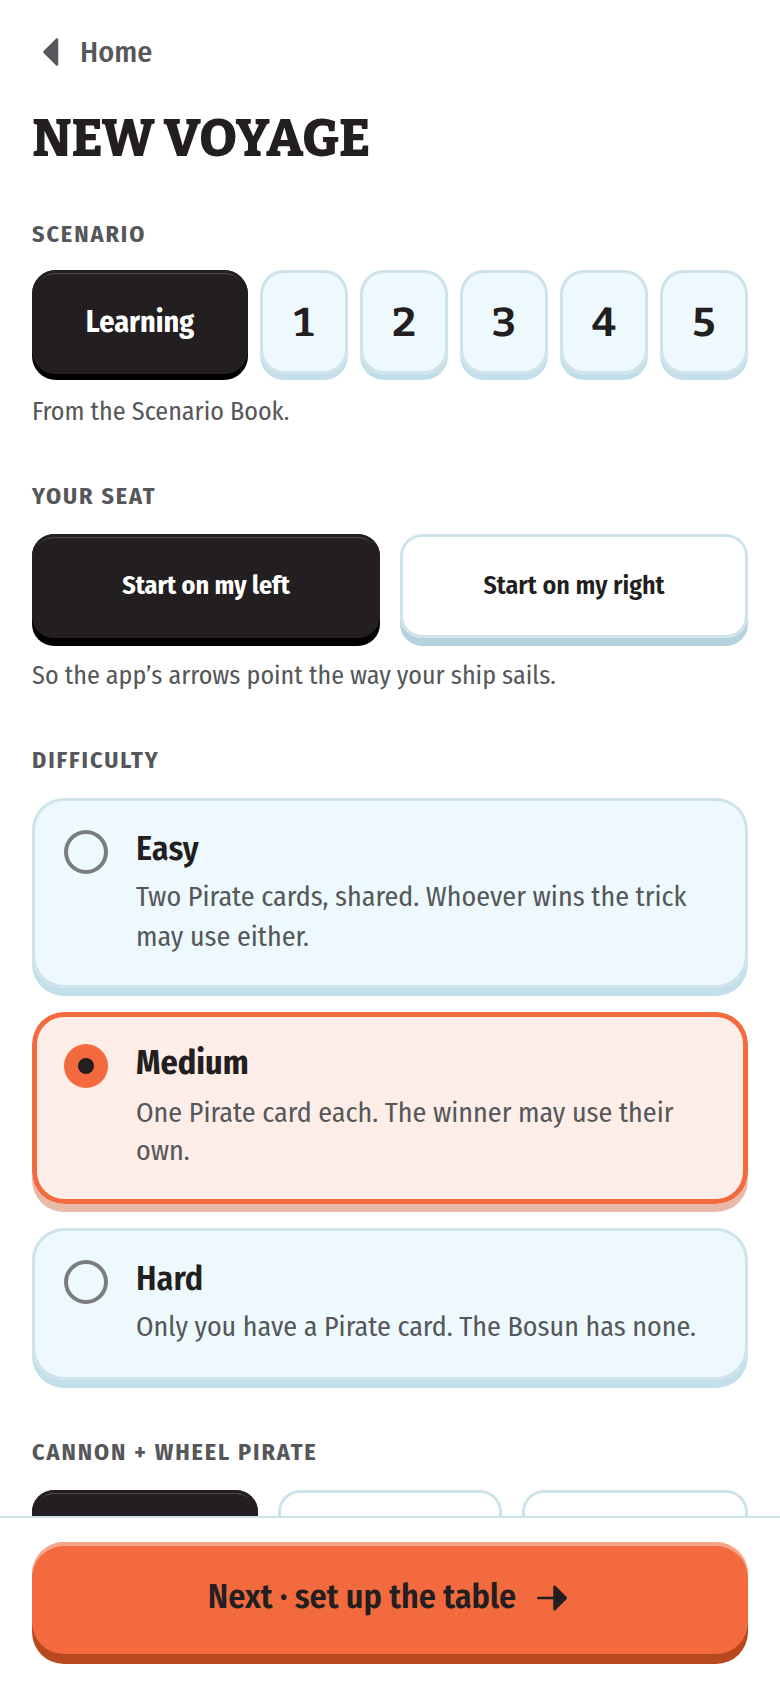 Home
NEW VOYAGE
SCENARIO
Learning 1 2 3 4 5
From the Scenario Book.
YOUR SEAT
Start on my left Start on my right
So the app’s arrows point the way your ship sails.
DIFFICULTY
Easy
Two Pirate cards, shared. Whoever wins the trick
may use either.
Medium
One Pirate card each. The winner may use their
own.
Hard
Only you have a Pirate card. The Bosun has none.
CANNON + WHEEL PIRATE
Next · set up the table